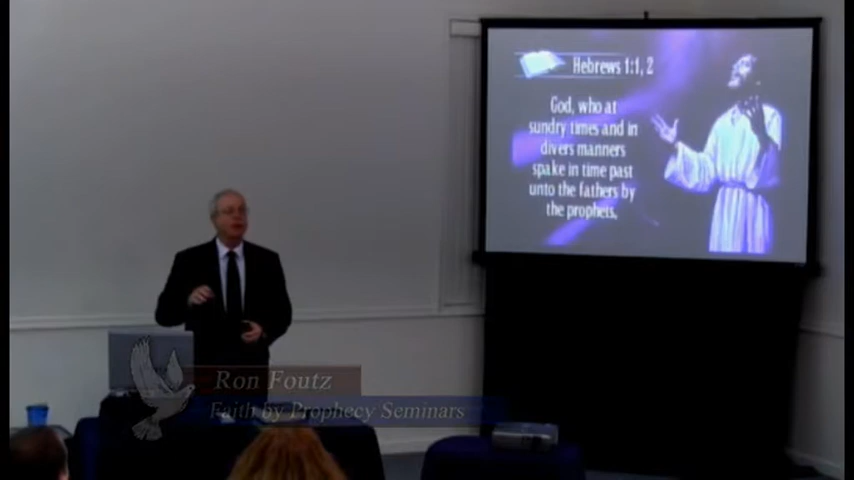 Hebrews 1:1, 2
God, who at
sundry times and in
divers manners
spake in time past
unto the fathers by
the prophets,
Ron Foutz
Faith by Prophecy Seminars